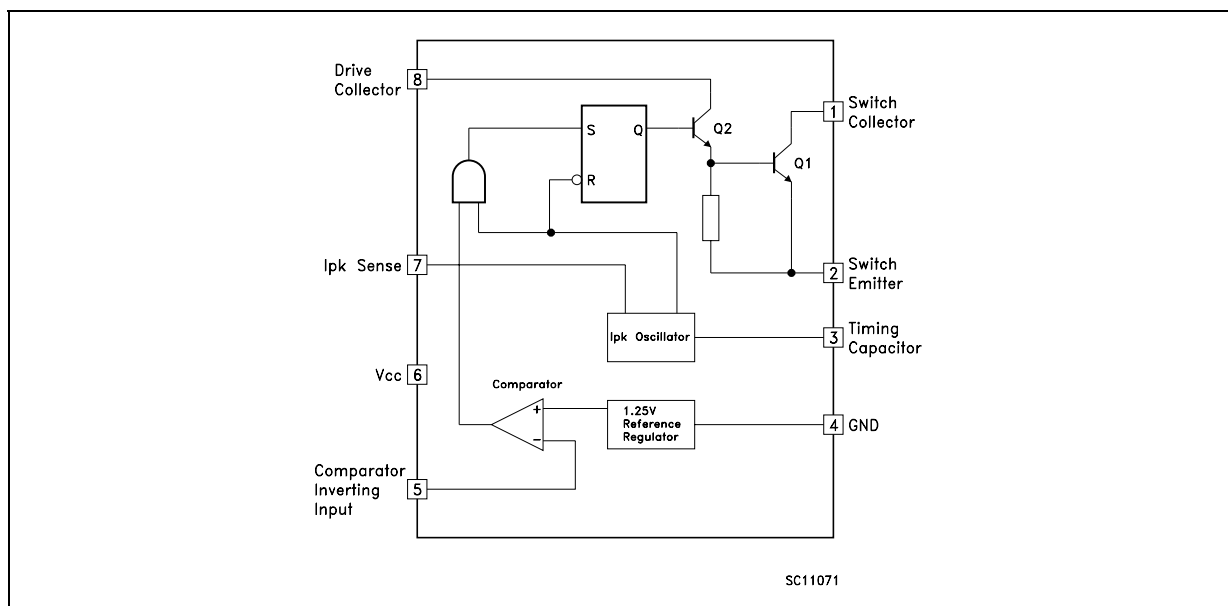 Drive
Collector
8
S
Q
R
Q2
1
Switch
Collector
Q1
Ipk Sense
7
2
Switch
Emitter
Ipk Oscillator
3
Timing
Capacitor
Vcc
6
Comparator
+
−
1.25V
Reference
Regulator
4
GND
Comparator
Inverting
Input
5
SC11071